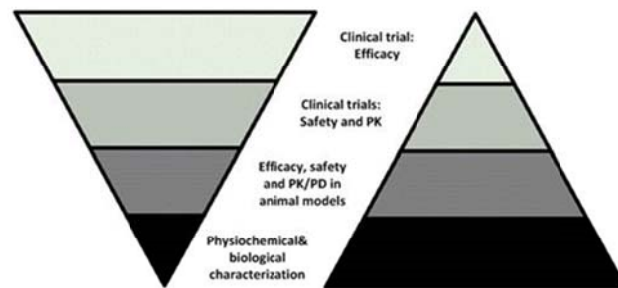 Clinical trial:
Efficacy
Clinical trials:
Safety and PK
Efficacy, safety
and PK/PD in
animal models
Physiochemical&
biological
characterization